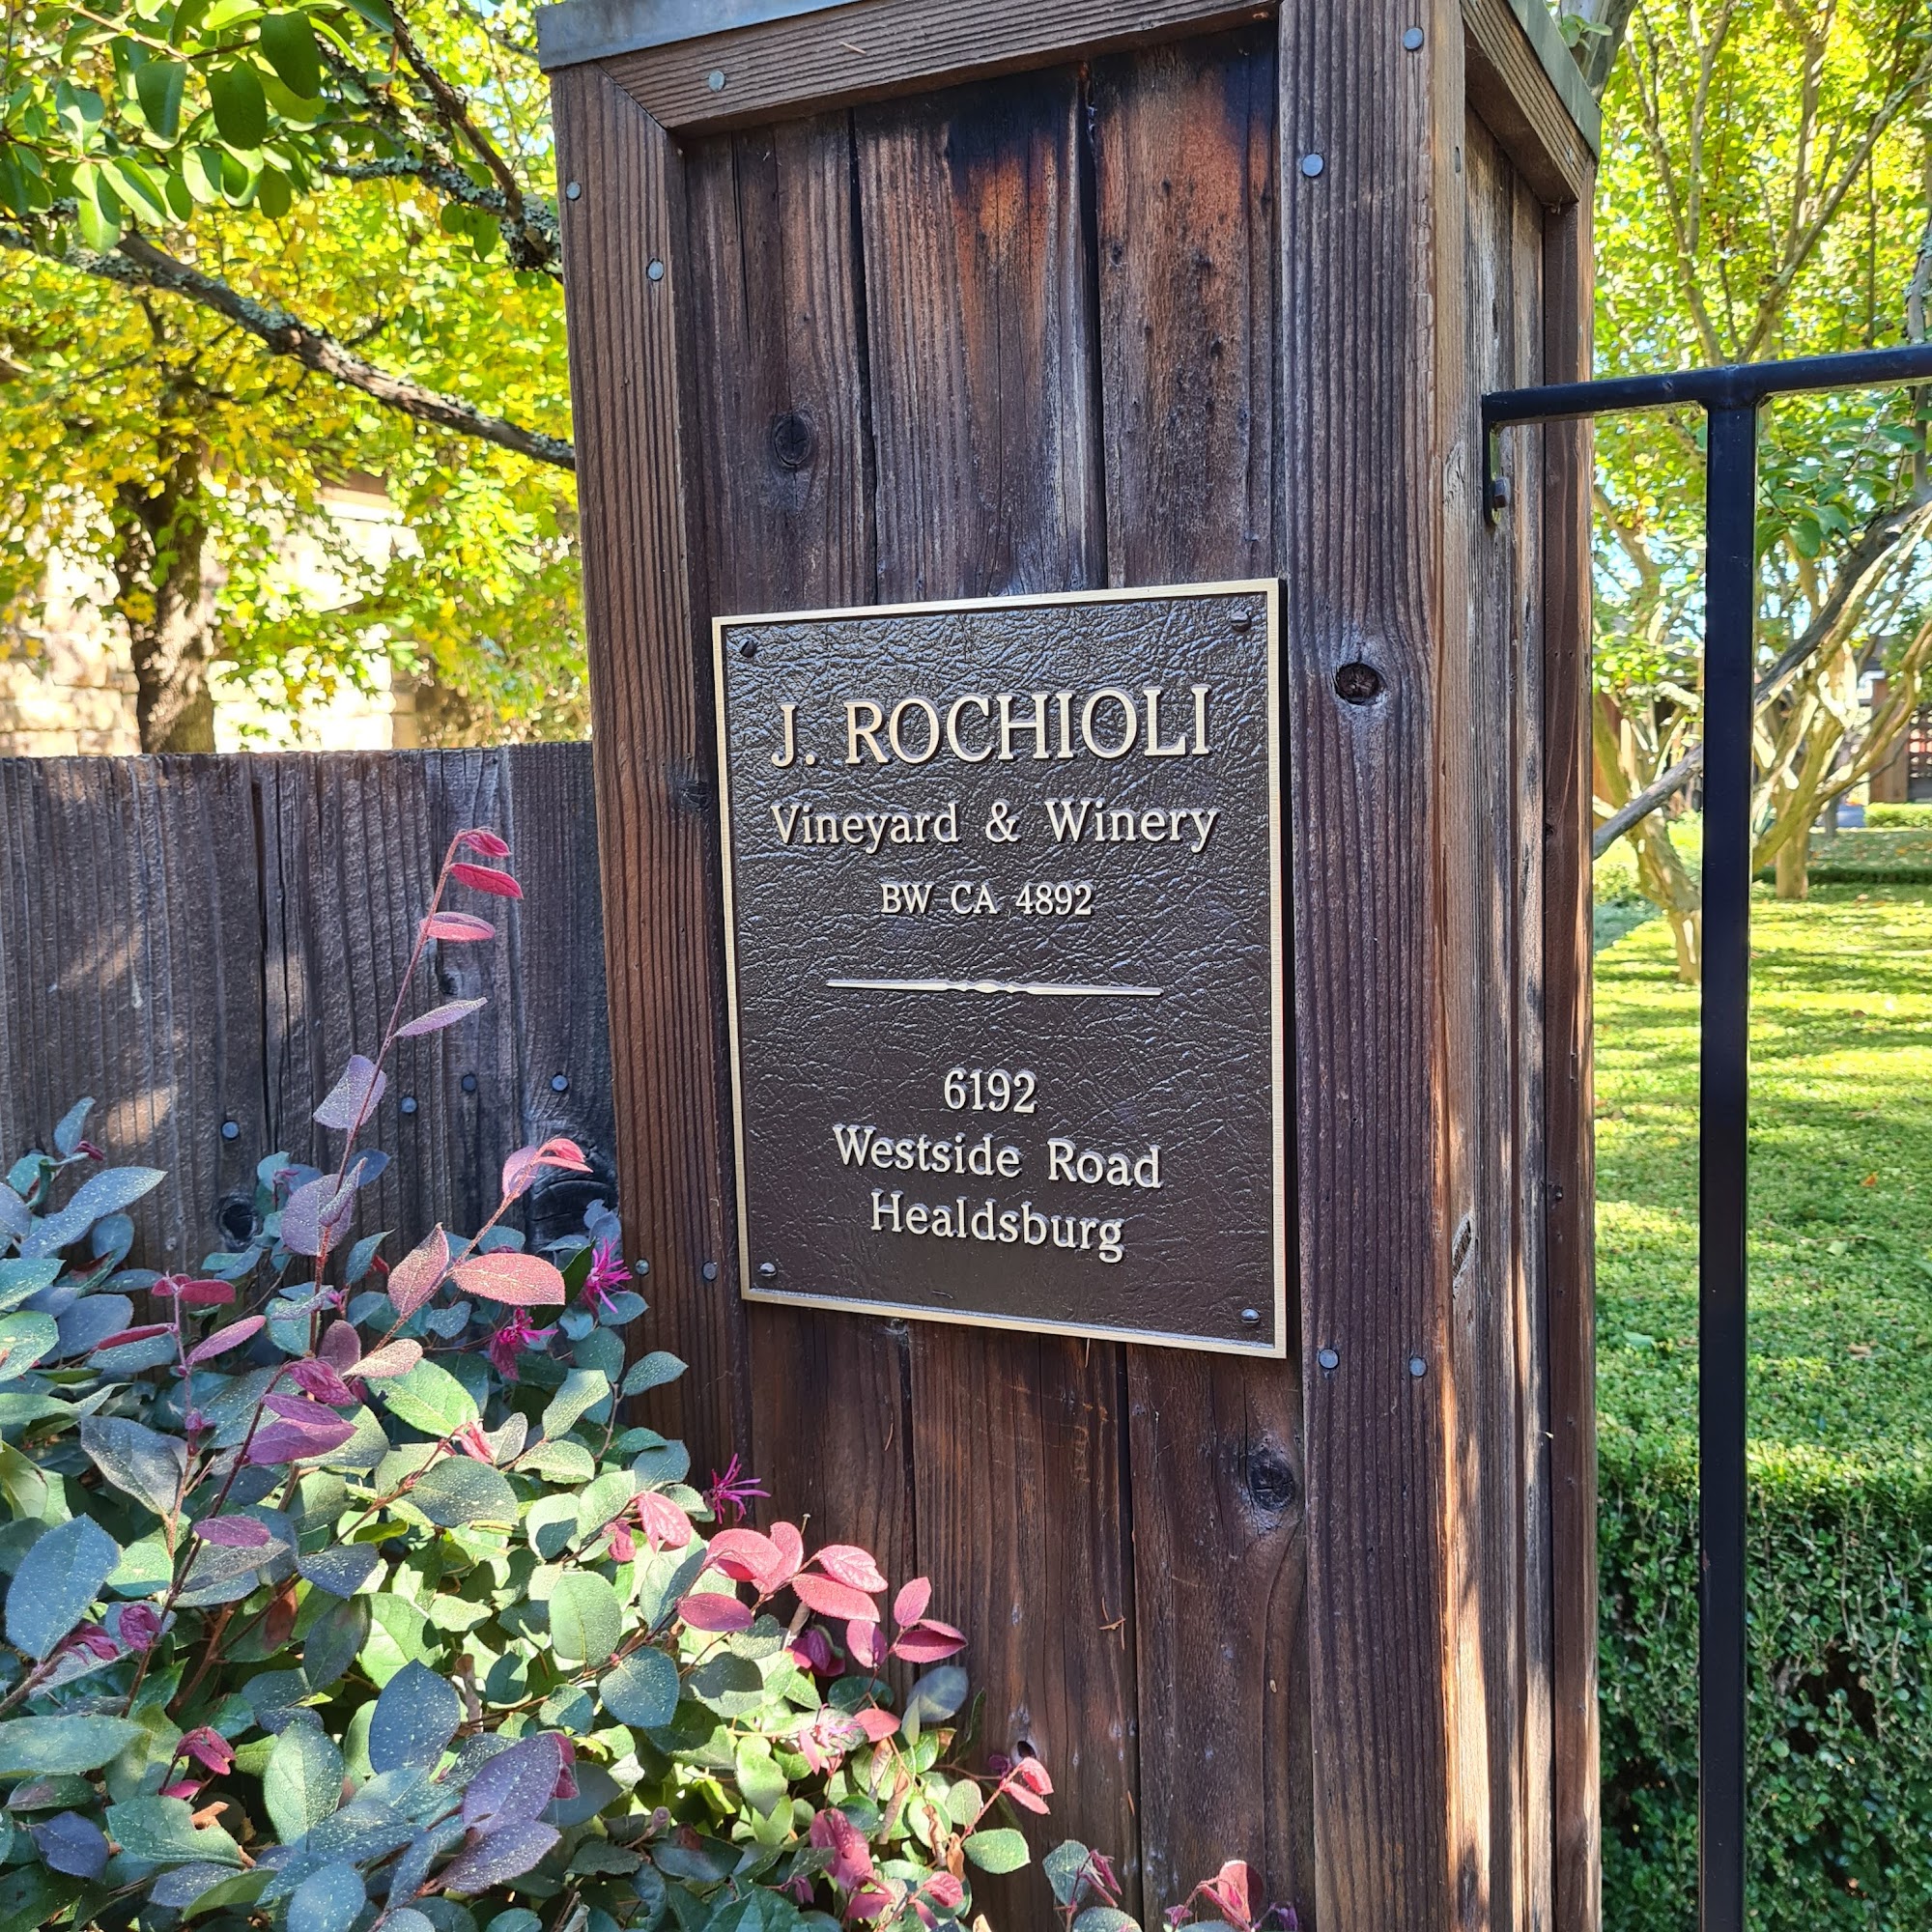 J. ROCHIOLI
Vineyard & Winery
BW CA 4892
6192
Westside Road
Healdsburg